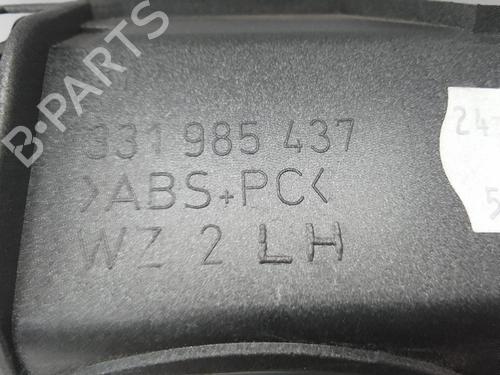 B-PARTS
331 985 437
>ABS+PC<
WZ 2 LH